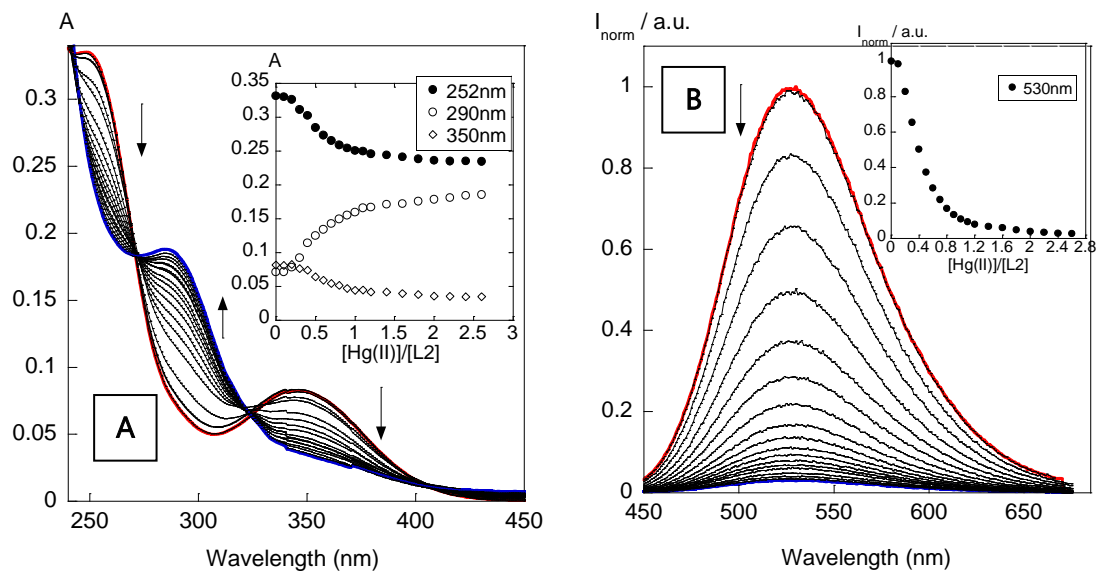 A
0.3
0.25
0.2
0.15
0.1
0.05
0
250 300 350 400 450
Wavelength (nm)
A
A
0.35
0.3
0.25
0.2
0.15
0.1
0.05
0
0 0.5 1 1.5 2 2.5 3
[Hg(II)]/[L2]
252nm
290nm
350nm
I norm / a.u.
1
0.8
0.6
0.4
0.2
0
450 500 550 600 650
Wavelength (nm)
B
I norm / a.u.
1
0.8
0.6
0.4
0.2
0
0 0.4 0.8 1.2 1.6 2 2.4 2.8
[Hg(II)]/[L2]
530nm